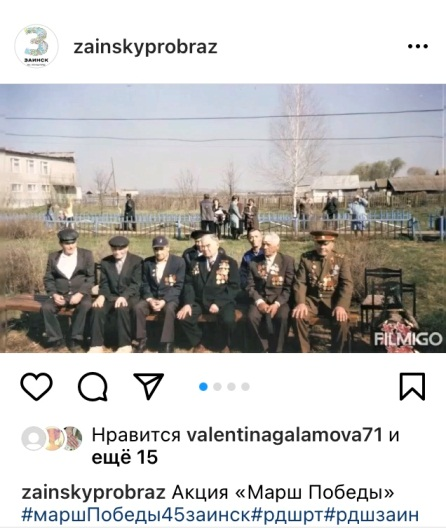 З
ЗАИНСК
zainskyprobraz
FILMIGO
Нравится valentinagalamova71 и
ещё 15
zainskyprobraz Акция «Марш Победы»
#маршПобеды45заинск#рдшрт#рдшзаин